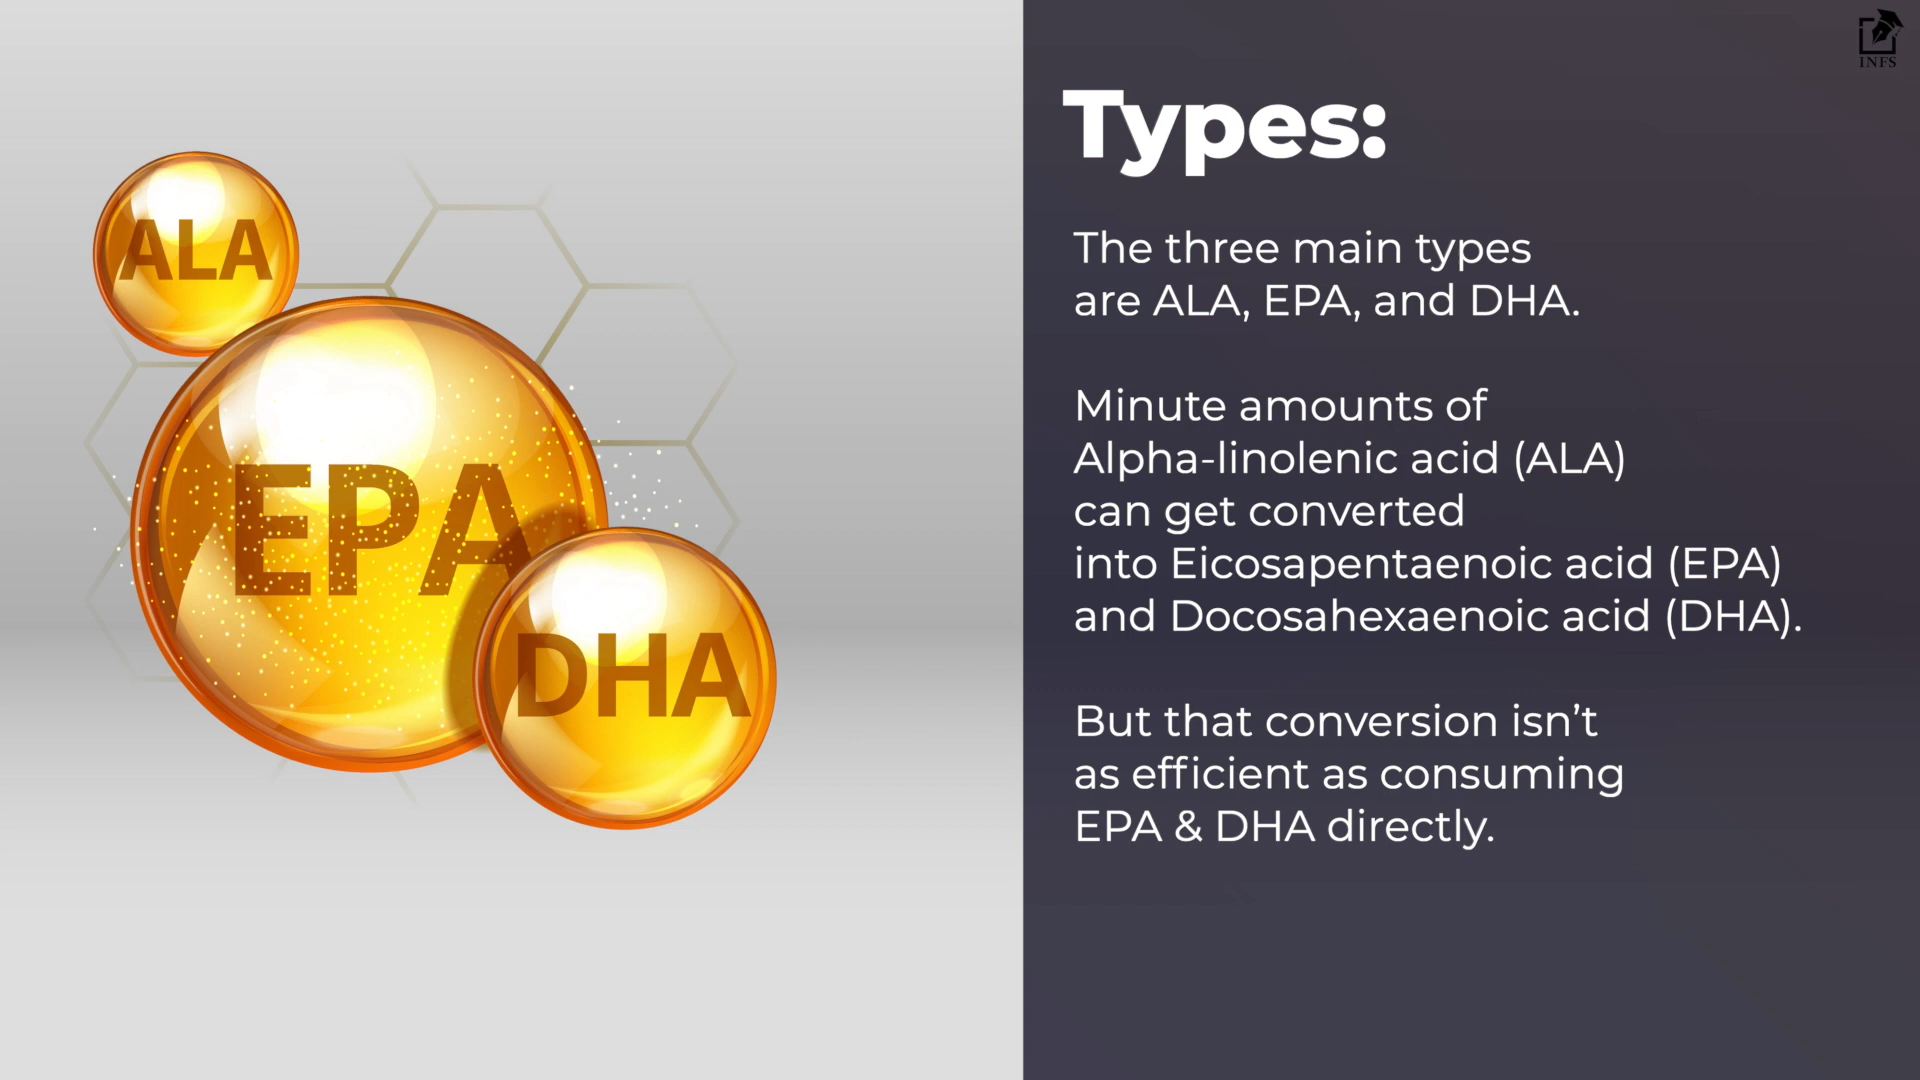 INFS
Types:
The three main types
are ALA, EPA, and DHA.
Minute amounts of
Alpha-linolenic acid (ALA)
can get converted
into Eicosapentaenoic acid (EPA)
and Docosahexaenoic acid (DHA).
But that conversion isn’t
as efficient as consuming
EPA & DHA directly.
ALA
EPA
DHA